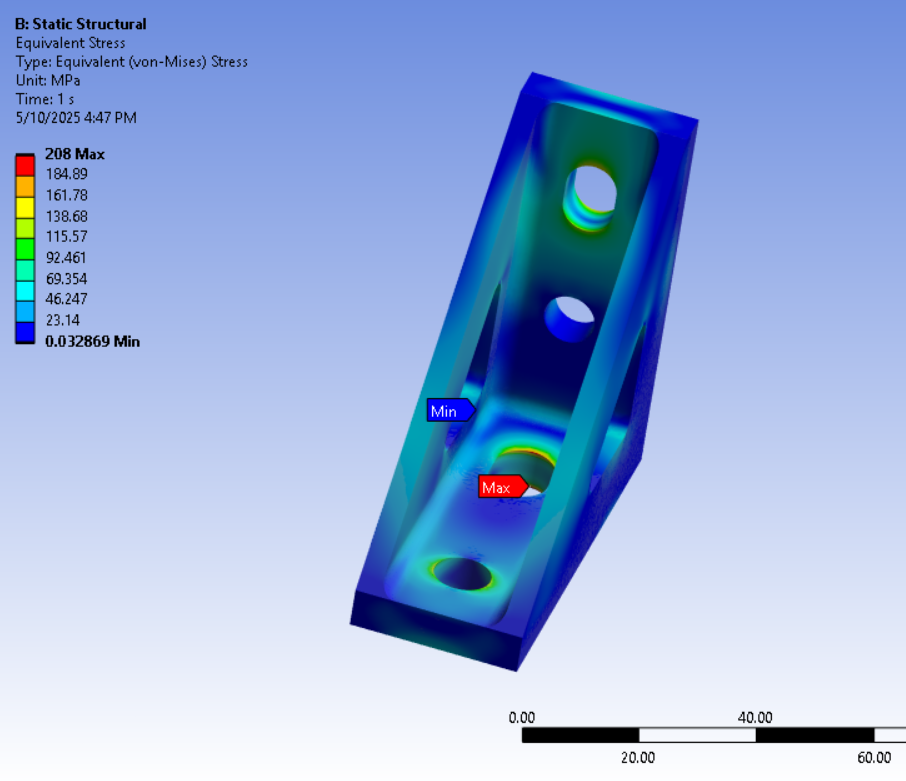 B: Static Structural
Equivalent Stress
Type: Equivalent (von-Mises) Stress
Unit: MPa
Time: 1 s
5/10/2025 4:47 PM
208 Max
184.89
161.78
138.68
115.57
92.461
69.354
46.247
23.14
0.032869 Min
Min
Max
0.00
40.00
20.00
60.00